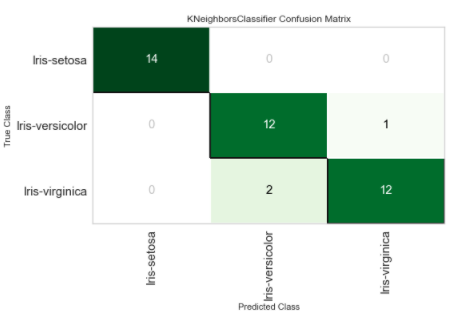 KNeighborsClassifier Confusion Matrix
True Class
Iris-setosa 14 0 0
Iris-versicolor 0 12 1
Iris-virginica 0 2 12
Iris-setosa
Iris-versicolor
Iris-virginica
Predicted Class